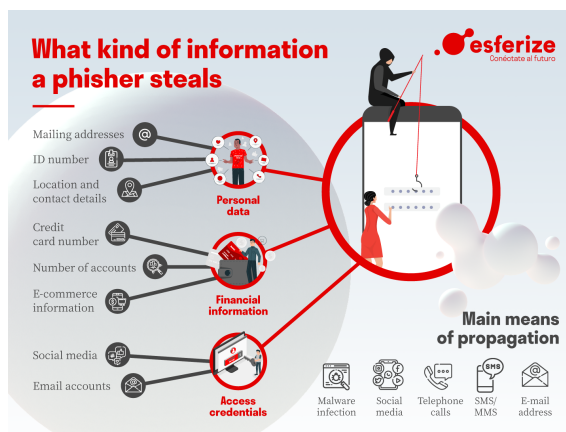 What kind of information
a phisher steals
esferize
Conéctate al futuro
Mailing addresses
@
ID number
Location and
contact details
Personal
data
Credit
card number
Number of accounts
E-commerce
information
Financial
information
Social media
Email accounts
Access
credentials
Main means
of propagation
SMS
@
Malware
infection
Social
media
Telephone
calls
SMS/
MMS
E-mail
address